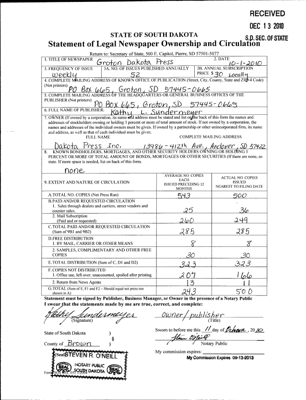 RECEIVED
DEC 13 2010
S.D. SEC. OF STATE
STATE OF SOUTH DAKOTA
Statement of Legal Newspaper Ownership and Circulation
Return to: Secretary of State, 500 E. Capitol, Pierre, SD 57501-5077
1. TITLE OF NEWSPAPER Groton Dakota Press
2. DATE 10-1-2010
3. FREQUENCY OF ISSUE weekly
3A. NO. OF ISSUES PUBLISHED ANNUALLY 52
3B. ANNUAL SUBSCRIPTION PRICE $30 Locally
4. COMPLETE MAILING ADDRESS OF KNOWN OFFICE OF PUBLICATION (Street, City, County, State and Zip+4 Code)
(Not printers) PO Box 665, Groton, SD 57445-0665
5. COMPLETE MAILING ADDRESS OF THE HEADQUARTERS OR GENERAL BUSINESS OFFICES OF THE
PUBLISHER (Not printers) PO Box 665, Groton, SD 57445-0665
6. FULL NAME OF PUBLISHER: Kathy L. Sundermeyer
7. OWNER (If owned by a corporation, its name and address must be stated and on the back of this form the names and
addresses of stockholders owning or holding 1 percent or more of total amount of stock. If not owned by a corporation, the
names and addresses of the individual owners must be given. If owned by a partnership or other unincorporated firm, its name
and address, as well as that of each individual must be given.
FULL NAME COMPLETE MAILING ADDRESS
Dakota Press Inc. Ave, Andover, SD 57422
8. KNOWN BONDHOLDERS, MORTGAGEES, AND OTHER SECURITY HOLDERS OWNING OR HOLDING 1
PERCENT OR MORE OF TOTAL AMOUNT OF BONDS, MORTGAGES OR OTHER SECURITIES (If there are none, so
state. If more space is needed, list on back of this form.
none
9. EXTENT AND NATURE OF CIRCULATION
AVERAGE NO. COPIES EACH ISSUED PRECEDING 12 MONTHS
ACTUAL NO. COPIES ISSUED NEAREST TO FILING DATE
A. TOTAL NO. COPIES (Net Press Run) 543 500
B. PAID AND/OR REQUESTED CIRCULATION
1. Sales through dealers and carriers, street vendors and
counter sales. 25 36
2. Mail Subscription
(Paid and or requested) 260 249
C. TOTAL PAID AND/OR REQUESTED CIRCULATION
(Sum of 9B1 and 9B2) 285 285
D. FREE DISTRIBUTION
1. BY MAIL, CARRIER OR OTHER MEANS 8 8
2. SAMPLES, COMPLIMENTARY AND OTHER FREE
COPIES 30 30
E. TOTAL DISTRIBUTION (Sum of C, D1 and D2) 323 323
F. COPIES NOT DISTRIBUTED
1. Office use, left over, unaccounted, spoiled after printing 207 166
2. Return from News Agents 13 11
G. TOTAL (Sum of E, F1 and F2 - Should equal net press run
shown in A) 543 500
Statement must be signed by Publisher, Business Manager, or Owner in the presence of a Notary Public
I swear that the statements made by me are true, correct, and complete:
Kathy Sundermeyer owner/publisher
(Signature) (Title)
State of South Dakota )
Sworn to before me this 11 day of 2010
County of Brown )
Notary Public
STEVEN R. O'NEILL
NOTARY PUBLIC
SOUTH DAKOTA
My commission expires:
My Commission Expires 09-13-2013